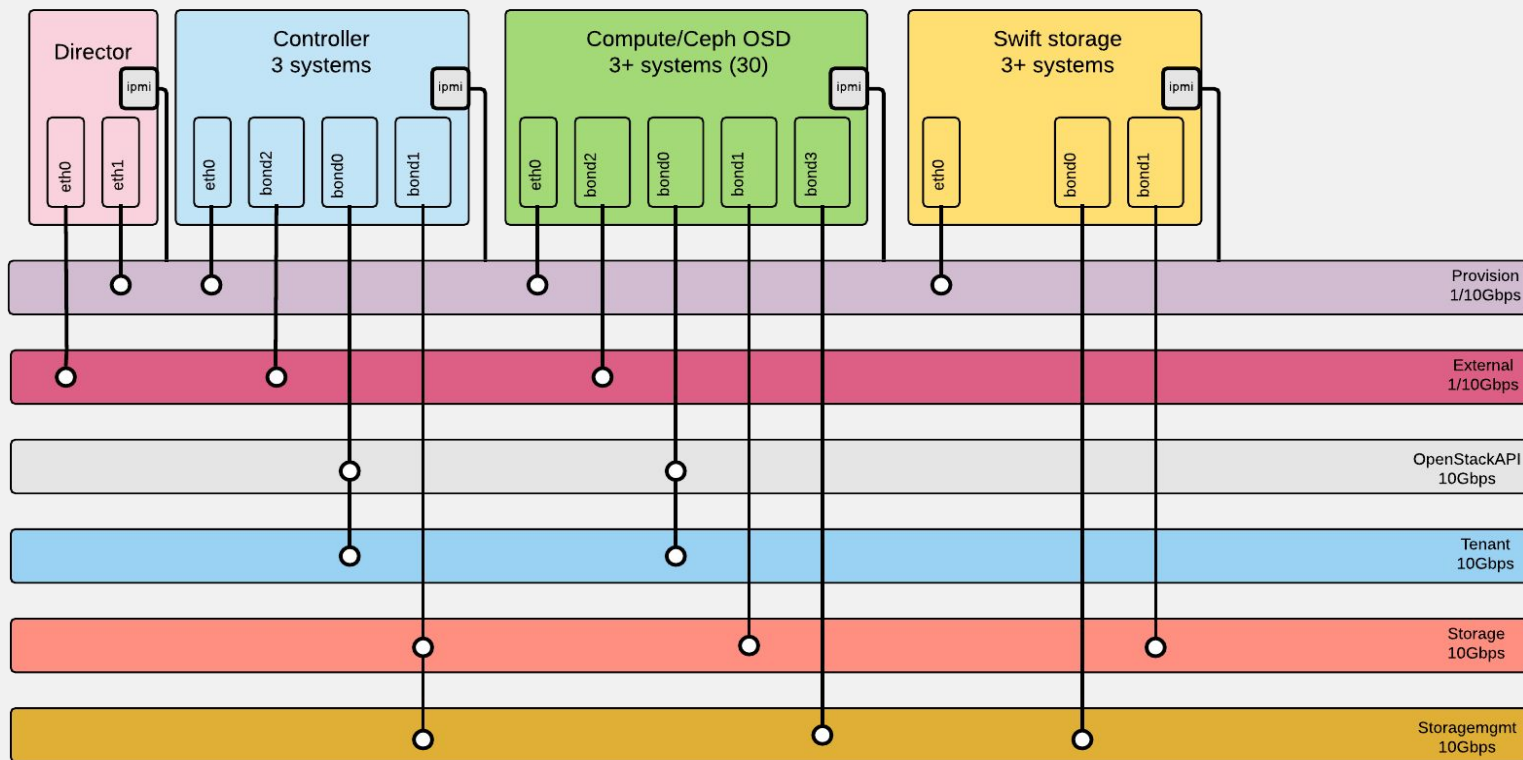 Director
ipmi
eth0
eth1
Controller
3 systems
ipmi
eth0
bond2
bond0
bond1
Compute/Ceph OSD
3+ systems (30)
ipmi
eth0
bond2
bond0
bond1
bond3
Swift storage
3+ systems
ipmi
eth0
bond0
bond1
Provision
1/10Gbps
External
1/10Gbps
OpenStackAPI
10Gbps
Tenant
10Gbps
Storage
10Gbps
Storagemgmt
10Gbps